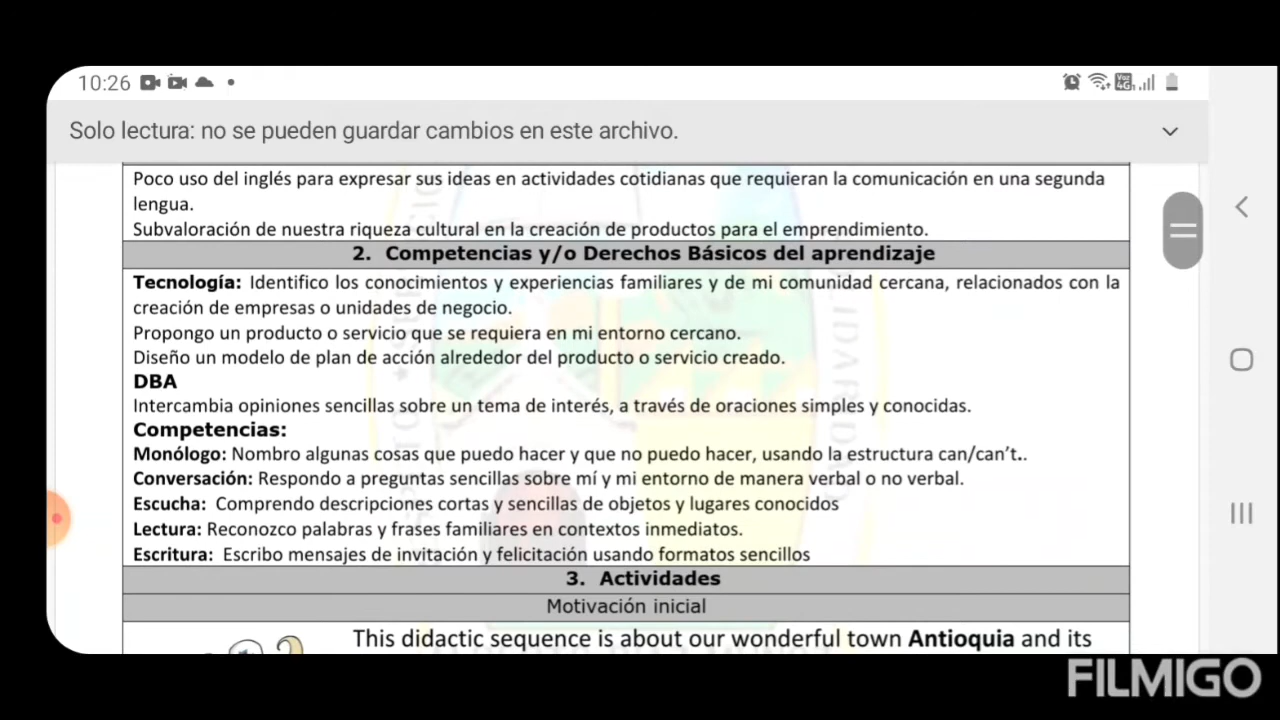 10:26
Voz 4G
Solo lectura: no se pueden guardar cambios en este archivo.
Poco uso del inglés para expresar sus ideas en actividades cotidianas que requieran la comunicación en una segunda
lengua.
Subvaloración de nuestra riqueza cultural en la creación de productos para el emprendimiento.
2. Competencias y/o Derechos Básicos del aprendizaje
Tecnología: Identifico los conocimientos y experiencias familiares y de mi comunidad cercana, relacionados con la
creación de empresas o unidades de negocio.
Propongo un producto o servicio que se requiera en mi entorno cercano.
Diseño un modelo de plan de acción alrededor del producto o servicio creado.
DBA
Intercambia opiniones sencillas sobre un tema de interés, a través de oraciones simples y conocidas.
Competencias:
Monólogo: Nombro algunas cosas que puedo hacer y que no puedo hacer, usando la estructura can/can’t..
Conversación: Respondo a preguntas sencillas sobre mí y mi entorno de manera verbal o no verbal.
Escucha: Comprendo descripciones cortas y sencillas de objetos y lugares conocidos
Lectura: Reconozco palabras y frases familiares en contextos inmediatos.
Escritura: Escribo mensajes de invitación y felicitación usando formatos sencillos
3. Actividades
Motivación inicial
This didactic sequence is about our wonderful town Antioquia and its
FILMIGO